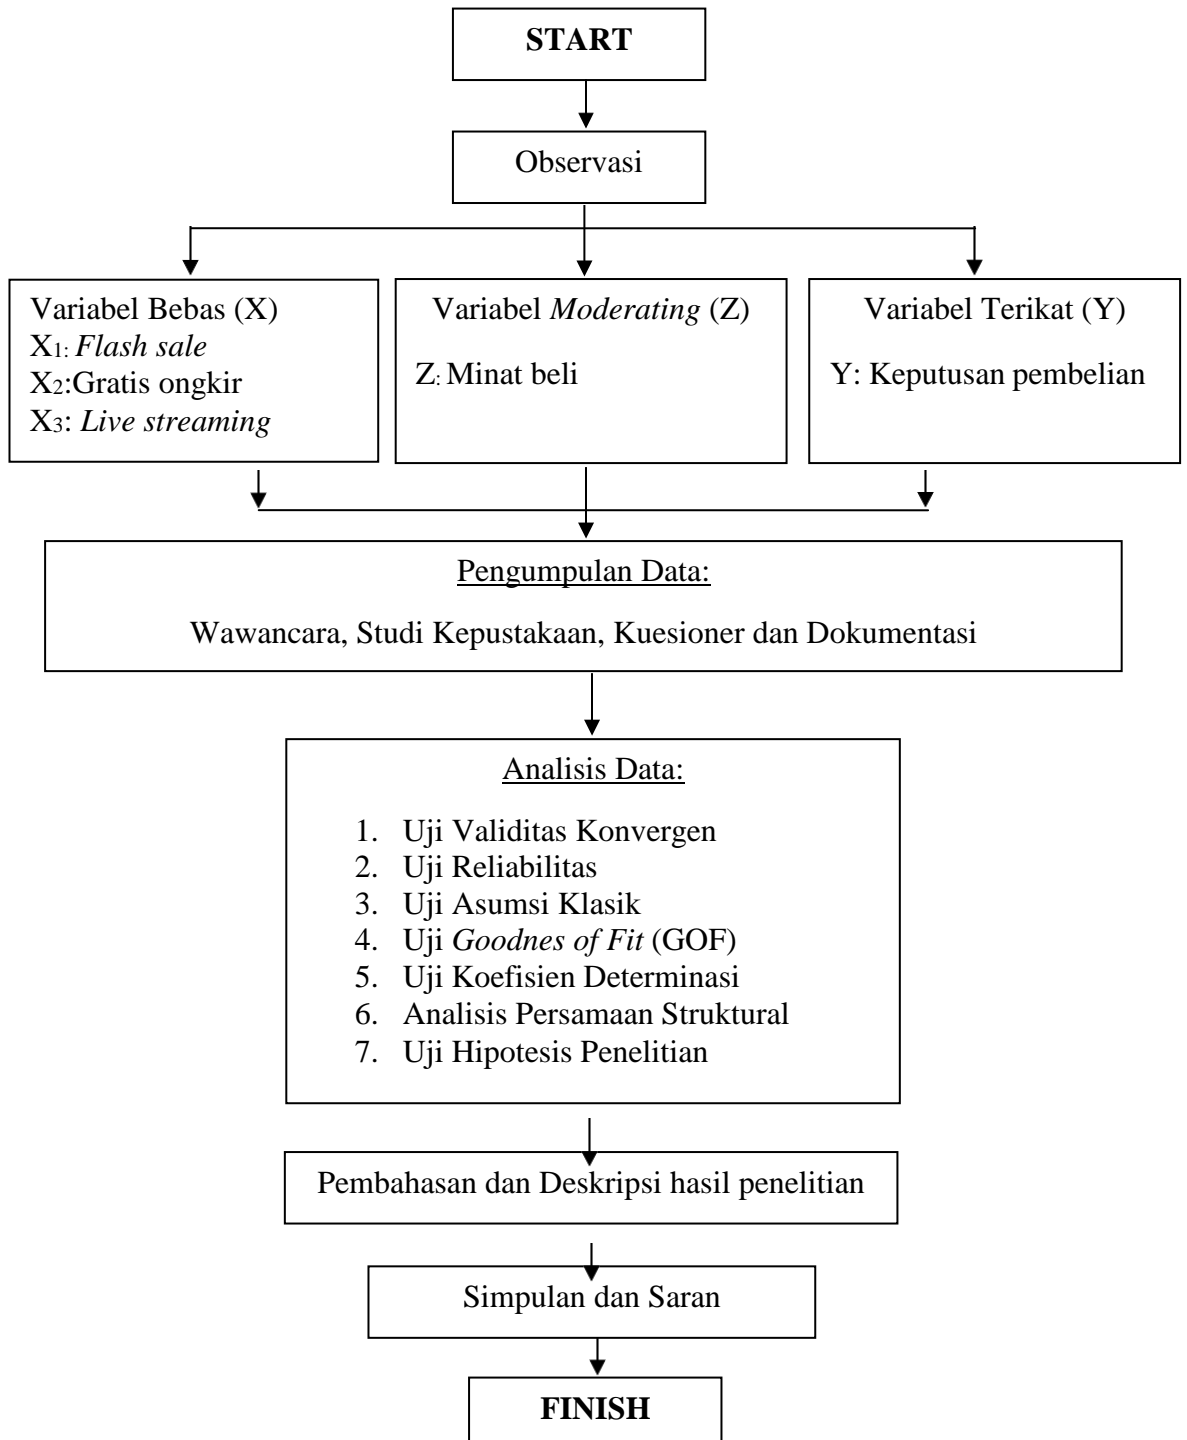 START
Observasi
Variabel Bebas (X)
X1: Flash sale
X2:Gratis ongkir
X3: Live streaming
Variabel Moderating (Z)
Z: Minat beli
Variabel Terikat (Y)
Y: Keputusan pembelian
Pengumpulan Data:
Wawancara, Studi Kepustakaan, Kuesioner dan Dokumentasi
Analisis Data:
1. Uji Validitas Konvergen
2. Uji Reliabilitas
3. Uji Asumsi Klasik
4. Uji Goodnes of Fit (GOF)
5. Uji Koefisien Determinasi
6. Analisis Persamaan Struktural
7. Uji Hipotesis Penelitian
Pembahasan dan Deskripsi hasil penelitian
Simpulan dan Saran
FINISH